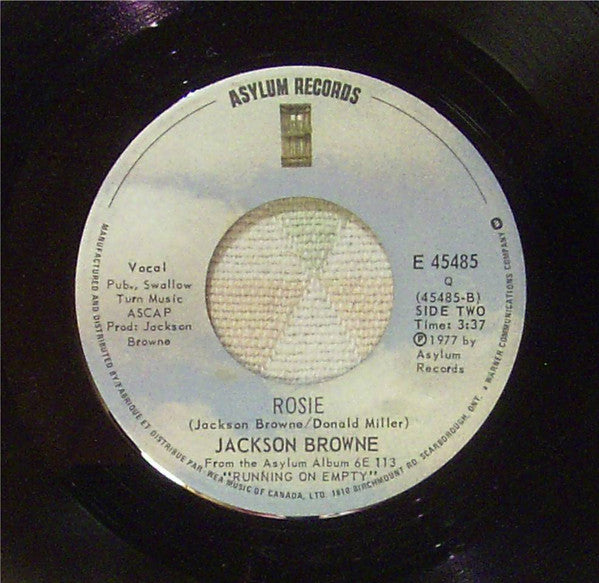 ASYLUM RECORDS
Vocal
Pub., Swallow
Turn Music
ASCAP
Prod: Jackson
Browne
E 45485
Q
(45485-B)
SIDE TWO
Time: 3:37
Ⓟ 1977 by
Asylum
Records
ROSIE
(Jackson Browne/Donald Miller)
JACKSON BROWNE
From the Asylum Album 6E 113
"RUNNING ON EMPTY"
MANUFACTURED AND DISTRIBUTED BY/FABRIQUE ET DISTRIBUE PAR WEA MUSIC OF CANADA, LTD. 1810 BIRCHMOUNT RD. SCARBOROUGH, ONT. A WARNER COMMUNICATIONS COMPANY